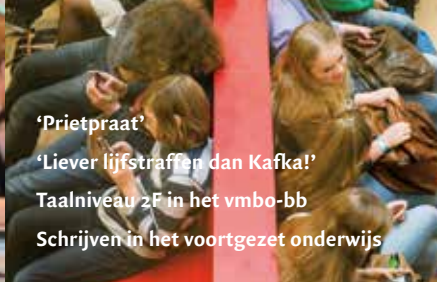 ‘Prietpraat’
‘Liever lijfstraffen dan Kafka!’
Taalniveau 2F in het vmbo-bb
Schrijven in het voortgezet onderwijs